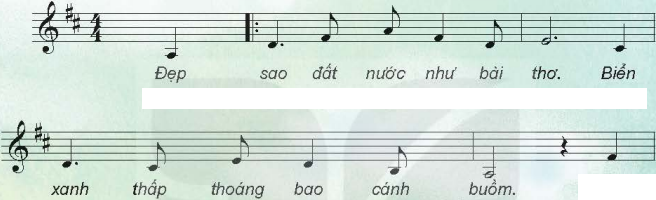 Đẹp sao đất nước như bài thơ. Biển
xanh thấp thoáng bao cánh buồm.